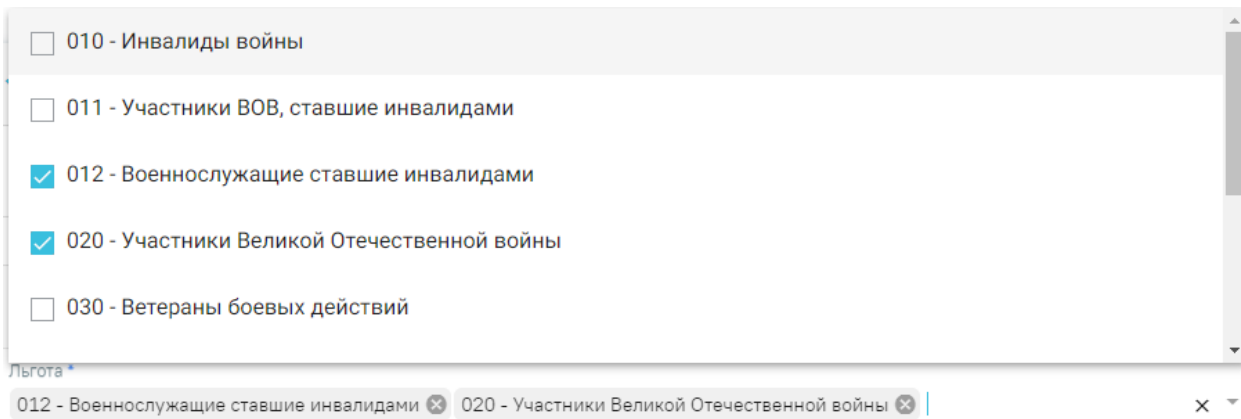 010 - Инвалиды войны
011 - Участники ВОВ, ставшие инвалидами
012 - Военнослужащие ставшие инвалидами
020 - Участники Великой Отечественной войны
030 - Ветераны боевых действий
Льгота *
012 - Военнослужащие ставшие инвалидами 020 - Участники Великой Отечественной войны